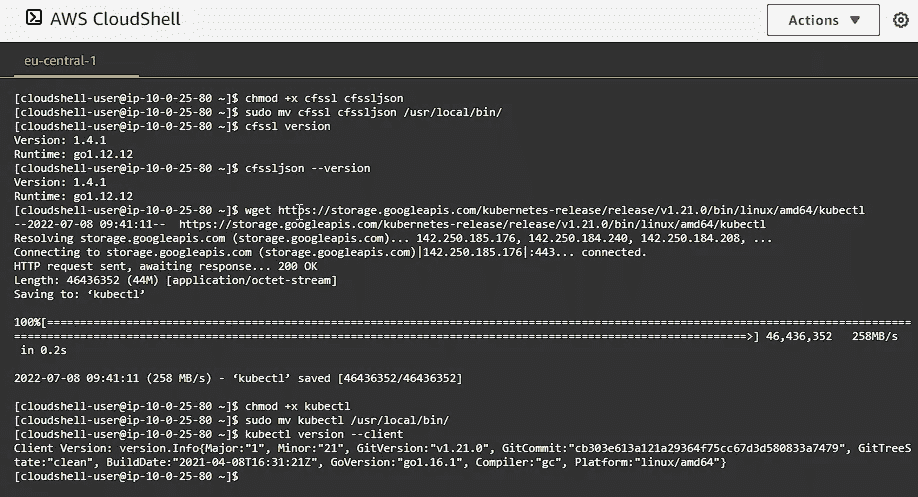 AWS CloudShell
Actions ▼
eu-central-1
[cloudshell-user@ip-10-0-25-80 ~]$ chmod +x cfssl cfssljson
[cloudshell-user@ip-10-0-25-80 ~]$ sudo mv cfssl cfssljson /usr/local/bin/
[cloudshell-user@ip-10-0-25-80 ~]$ cfssl version
Version: 1.4.1
Runtime: go1.12.12
[cloudshell-user@ip-10-0-25-80 ~]$ cfssljson --version
Version: 1.4.1
Runtime: go1.12.12
[cloudshell-user@ip-10-0-25-80 ~]$ wget https://storage.googleapis.com/kubernetes-release/release/v1.21.0/bin/linux/amd64/kubectl
--2022-07-08 09:41:11--  https://storage.googleapis.com/kubernetes-release/release/v1.21.0/bin/linux/amd64/kubectl
Resolving storage.googleapis.com (storage.googleapis.com)... 142.250.185.176, 142.250.184.240, 142.250.184.208, ...
Connecting to storage.googleapis.com (storage.googleapis.com)|142.250.185.176|:443... connected.
HTTP request sent, awaiting response... 200 OK
Length: 46436352 (44M) [application/octet-stream]
Saving to: ‘kubectl’
100%[==================================================================================================================================
==============================================================================================================>] 46,436,352   258MB/s
in 0.2s
2022-07-08 09:41:11 (258 MB/s) - ‘kubectl’ saved [46436352/46436352]
[cloudshell-user@ip-10-0-25-80 ~]$ chmod +x kubectl
[cloudshell-user@ip-10-0-25-80 ~]$ sudo mv kubectl /usr/local/bin/
[cloudshell-user@ip-10-0-25-80 ~]$ kubectl version --client
Client Version: version.Info{Major:"1", Minor:"21", GitVersion:"v1.21.0", GitCommit:"cb303e613a121a29364f75cc67d3d580833a7479", GitTreeS
tate:"clean", BuildDate:"2021-04-08T16:31:21Z", GoVersion:"go1.16.1", Compiler:"gc", Platform:"linux/amd64"}
[cloudshell-user@ip-10-0-25-80 ~]$